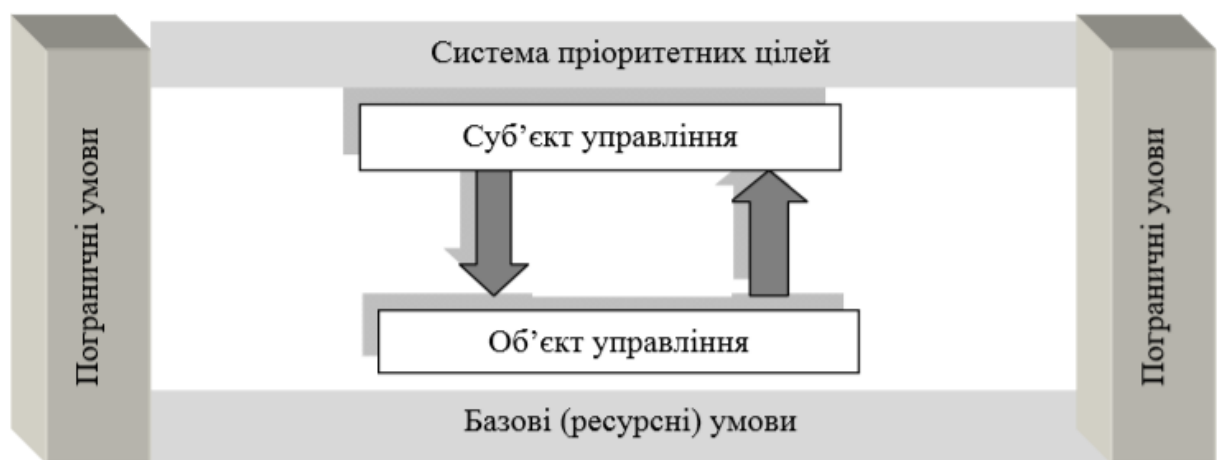 Система пріоритетних цілей
Пограничні умови
Суб’єкт управління
Об’єкт управління
Пограничні умови
Базові (ресурсні) умови